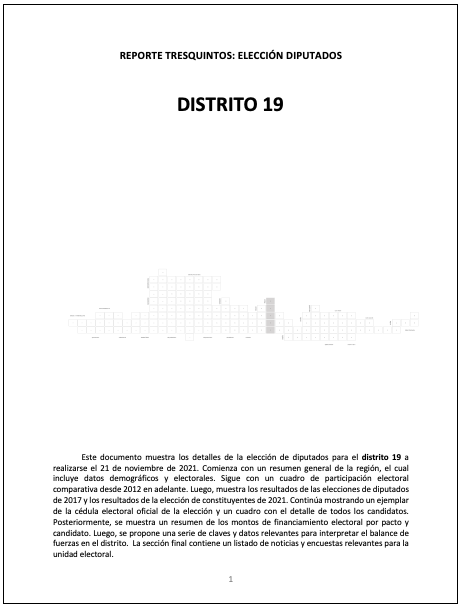 REPORTE TRESQUINTOS: ELECCIÓN DIPUTADOS
DISTRITO 19
Este documento muestra los detalles de la elección de diputados para el distrito 19 a
realizarse el 21 de noviembre de 2021. Comienza con un resumen general de la región, el cual
incluye datos demográficos y electorales. Sigue con un cuadro de participación electoral
comparativa desde 2012 en adelante. Luego, muestra los resultados de las elecciones de diputados
de 2017 y los resultados de la elección de constituyentes de 2021. Continúa mostrando un ejemplar
de la cédula electoral oficial de la elección y un cuadro con el detalle de todos los candidatos.
Posteriormente, se muestra un resumen de los montos de financiamiento electoral por pacto y
candidato. Luego, se propone una serie de claves y datos relevantes para interpretar el balance de
fuerzas en el distrito. La sección final contiene un listado de noticias y encuestas relevantes para la
unidad electoral.
1